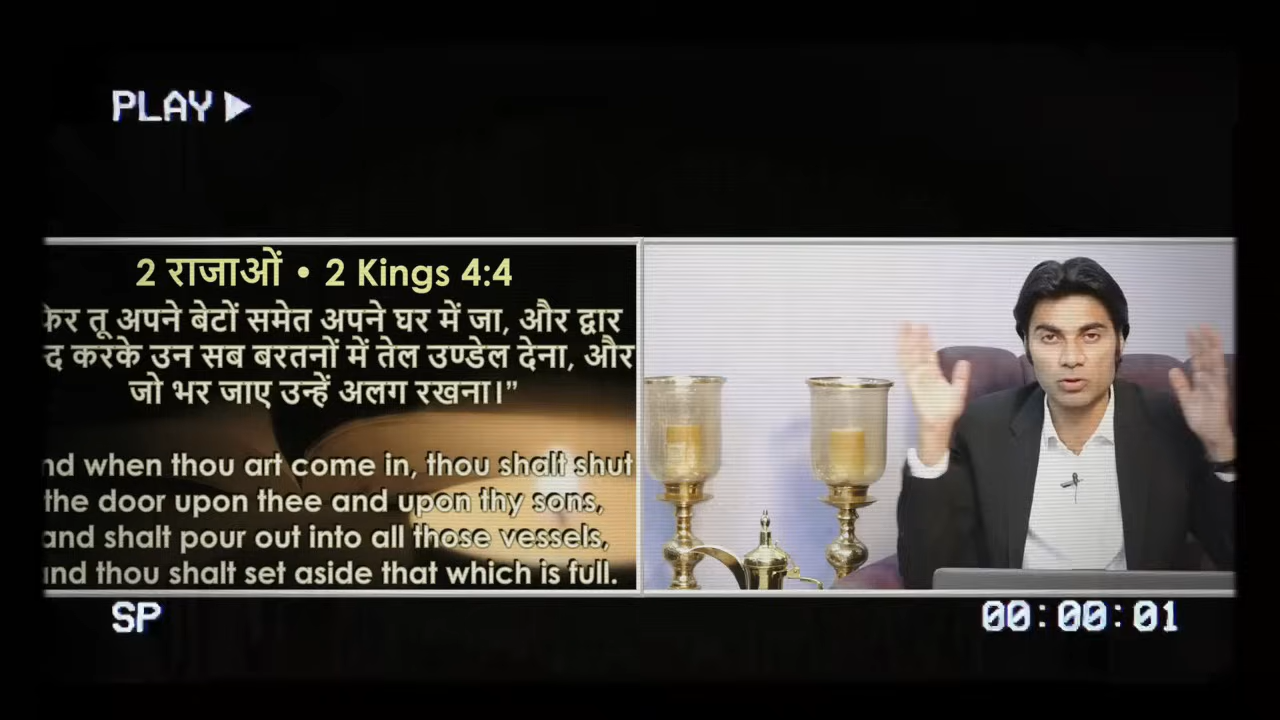 PLAY
2 राजाओं • 2 Kings 4:4
तू अपने बेटों समेत अपने घर में जा, और द्वार
करके उन सब बरतनों में तेल उण्डेल देना, और
जो भर जाए उन्हें अलग रखना।”
when thou art come in, thou shalt shut
the door upon thee and upon thy sons,
and shalt pour out into all those vessels,
and thou shalt set aside that which is full.
SP
00:00:01